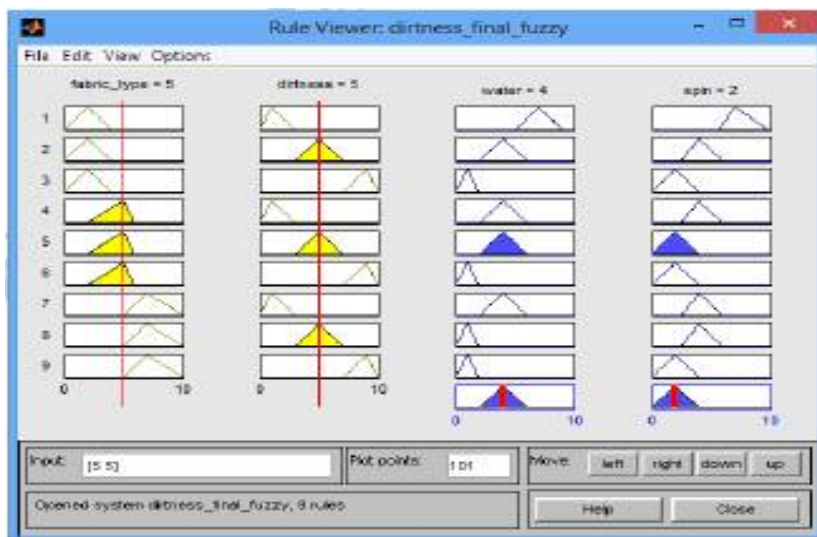 Rule Viewer: dirtness_final_fuzzy
File Edit View Options
fabric_type = 5
dirtness = 5
water = 4
spin = 2
1
2
3
4
5
6
7
8
9
0 10
0 10
0 10
0 10
Input: [5 5]
Plot points: 101
Move: left right down up
Opened system dirtness_final_fuzzy, 9 rules
Help Close